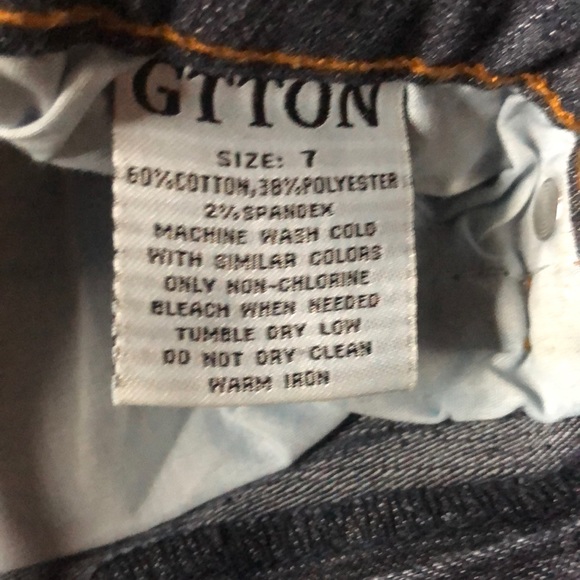 GTTON
SIZE: 7
60%COTTON,38%POLYESTER
2%SPANDEX
MACHINE WASH COLD
WITH SIMILAR COLORS
ONLY NON-CHLORINE
BLEACH WHEN NEEDED
TUMBLE DRY LOW
DO NOT DRY CLEAN
WARM IRON